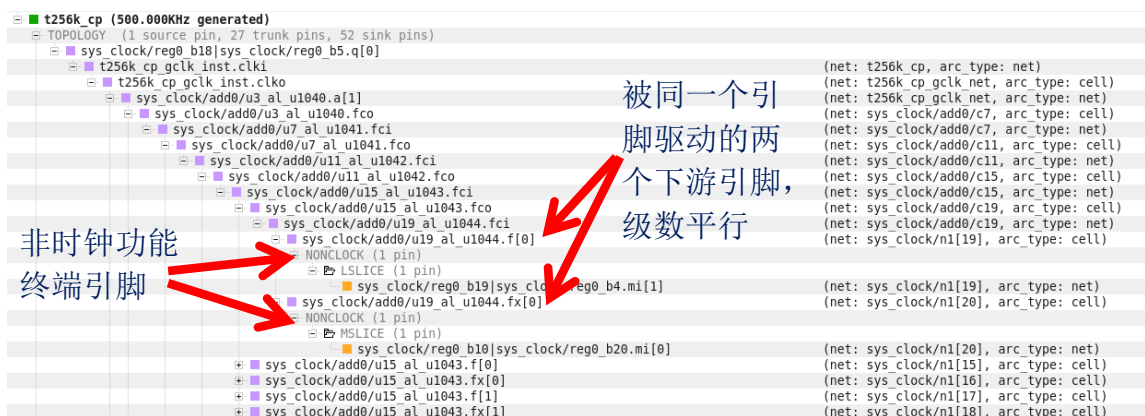 t256k_cp (500.000KHz generated)
TOPOLOGY (1 source pin, 27 trunk pins, 52 sink pins)
sys_clock/reg0_b18|sys_clock/reg0_b5.q[0]
t256k_cp_gclk_inst.clki (net: t256k_cp, arc_type: net)
t256k_cp_gclk_inst.clko (net: t256k_cp_gclk_net, arc_type: cell)
sys_clock/add0/u3_al_u1040.a[1] (net: t256k_cp_gclk_net, arc_type: net)
sys_clock/add0/u3_al_u1040.fco (net: sys_clock/add0/c7, arc_type: cell)
sys_clock/add0/u7_al_u1041.fci (net: sys_clock/add0/c7, arc_type: net)
sys_clock/add0/u7_al_u1041.fco (net: sys_clock/add0/c11, arc_type: cell)
sys_clock/add0/u11_al_u1042.fci (net: sys_clock/add0/c11, arc_type: net)
sys_clock/add0/u11_al_u1042.fco (net: sys_clock/add0/c15, arc_type: cell)
sys_clock/add0/u15_al_u1043.fci (net: sys_clock/add0/c15, arc_type: net)
sys_clock/add0/u15_al_u1043.fco (net: sys_clock/add0/c19, arc_type: cell)
sys_clock/add0/u19_al_u1044.fci (net: sys_clock/add0/c19, arc_type: net)
sys_clock/add0/u19_al_u1044.f[0] (net: sys_clock/n1[19], arc_type: cell)
NONCLOCK (1 pin)
LSLICE (1 pin)
sys_clock/reg0_b19|sys_clo reg0_b4.mi[1] (net: sys_clock/n1[19], arc_type: net)
sys_clock/add0/u19_al_u1044.fx[0] (net: sys_clock/n1[20], arc_type: cell)
NONCLOCK (1 pin)
MSLICE (1 pin)
sys_clock/reg0_b10|sys_clock/reg0_b20.mi[0] (net: sys_clock/n1[20], arc_type: net)
sys_clock/add0/u15_al_u1043.f[0] (net: sys_clock/n1[15], arc_type: cell)
sys_clock/add0/u15_al_u1043.fx[0] (net: sys_clock/n1[16], arc_type: cell)
sys_clock/add0/u15_al_u1043.f[1] (net: sys_clock/n1[17], arc_type: cell)
sys_clock/add0/u15_al_u1043.fx[1] (net: sys_clock/n1[18], arc_type: cell)
被同一个引
脚驱动的两
个下游引脚，
级数平行
非时钟功能
终端引脚